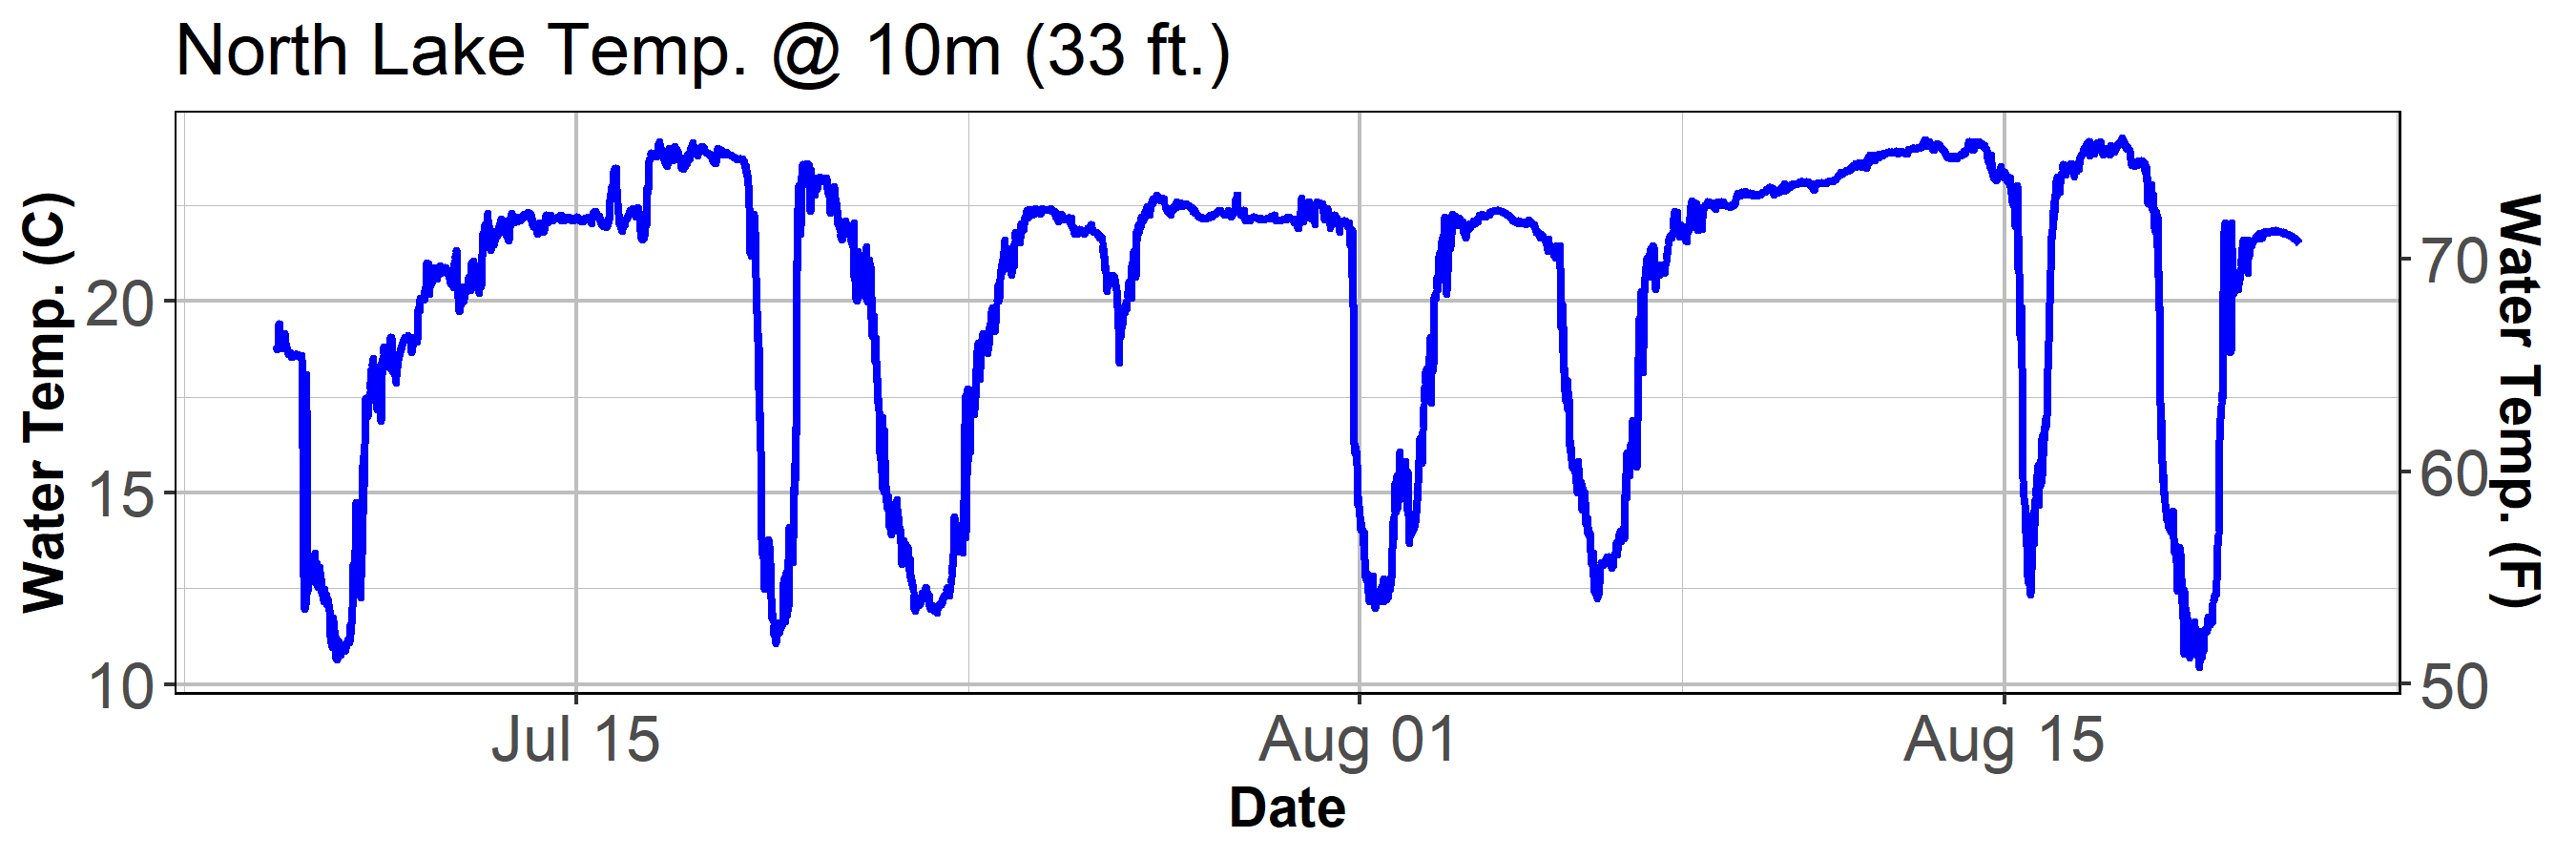 North Lake Temp. @ 10m (33 ft.)
Water Temp. (C)
20
15
10
70
60
50
Water Temp. (F)
Jul 15
Aug 01
Aug 15
Date